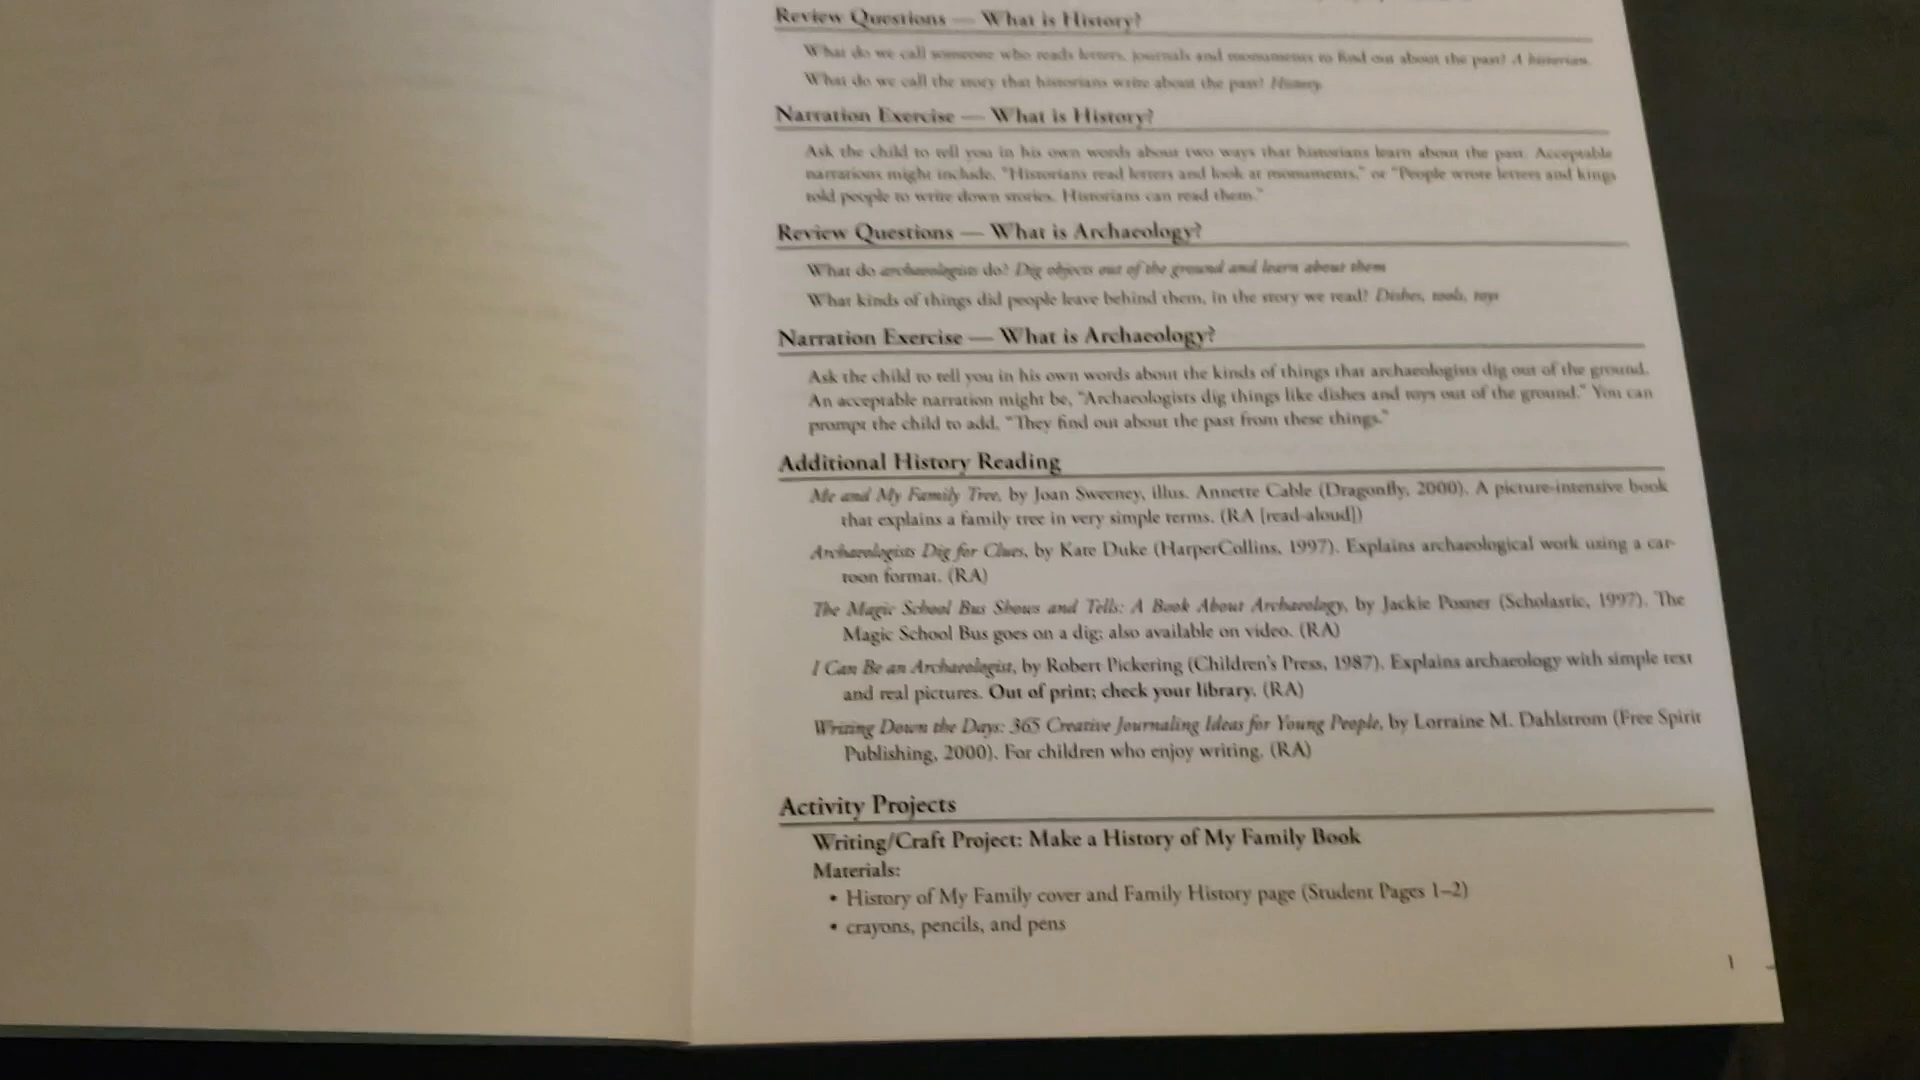 Review Questions — What is History?
What do we call someone who reads letters, journals and monuments to find out about the past? A historian.
What do we call the story that historians write about the past? History.
Narration Exercise — What is History?
Ask the child to tell you in his own words about two ways that historians learn about the past. Acceptable
narrations might include, "Historians read letters and look at monuments," or "People wrote letters and kings
told people to write down stories. Historians can read them."
Review Questions — What is Archaeology?
What do archaeologists do? Dig objects out of the ground and learn about them
What kinds of things did people leave behind them, in the story we read? Dishes, tools, toys
Narration Exercise — What is Archaeology?
Ask the child to tell you in his own words about the kinds of things that archaeologists dig out of the ground.
An acceptable narration might be, "Archaeologists dig things like dishes and toys out of the ground." You can
prompt the child to add, "They find out about the past from these things."
Additional History Reading
Me and My Family Tree, by Joan Sweeney, illus. Annette Cable (Dragonfly, 2000). A picture-intensive book
that explains a family tree in very simple terms. (RA [read-aloud])
Archaeologists Dig for Clues, by Kate Duke (HarperCollins, 1997). Explains archaeological work using a car-
toon format. (RA)
The Magic School Bus Shows and Tells: A Book About Archaeology, by Jackie Posner (Scholastic, 1997). The
Magic School Bus goes on a dig; also available on video. (RA)
I Can Be an Archaeologist, by Robert Pickering (Children's Press, 1987). Explains archaeology with simple text
and real pictures. Out of print; check your library. (RA)
Writing Down the Days: 365 Creative Journaling Ideas for Young People, by Lorraine M. Dahlstrom (Free Spirit
Publishing, 2000). For children who enjoy writing. (RA)
Activity Projects
Writing/Craft Project: Make a History of My Family Book
Materials:
• History of My Family cover and Family History page (Student Pages 1–2)
• crayons, pencils, and pens
1